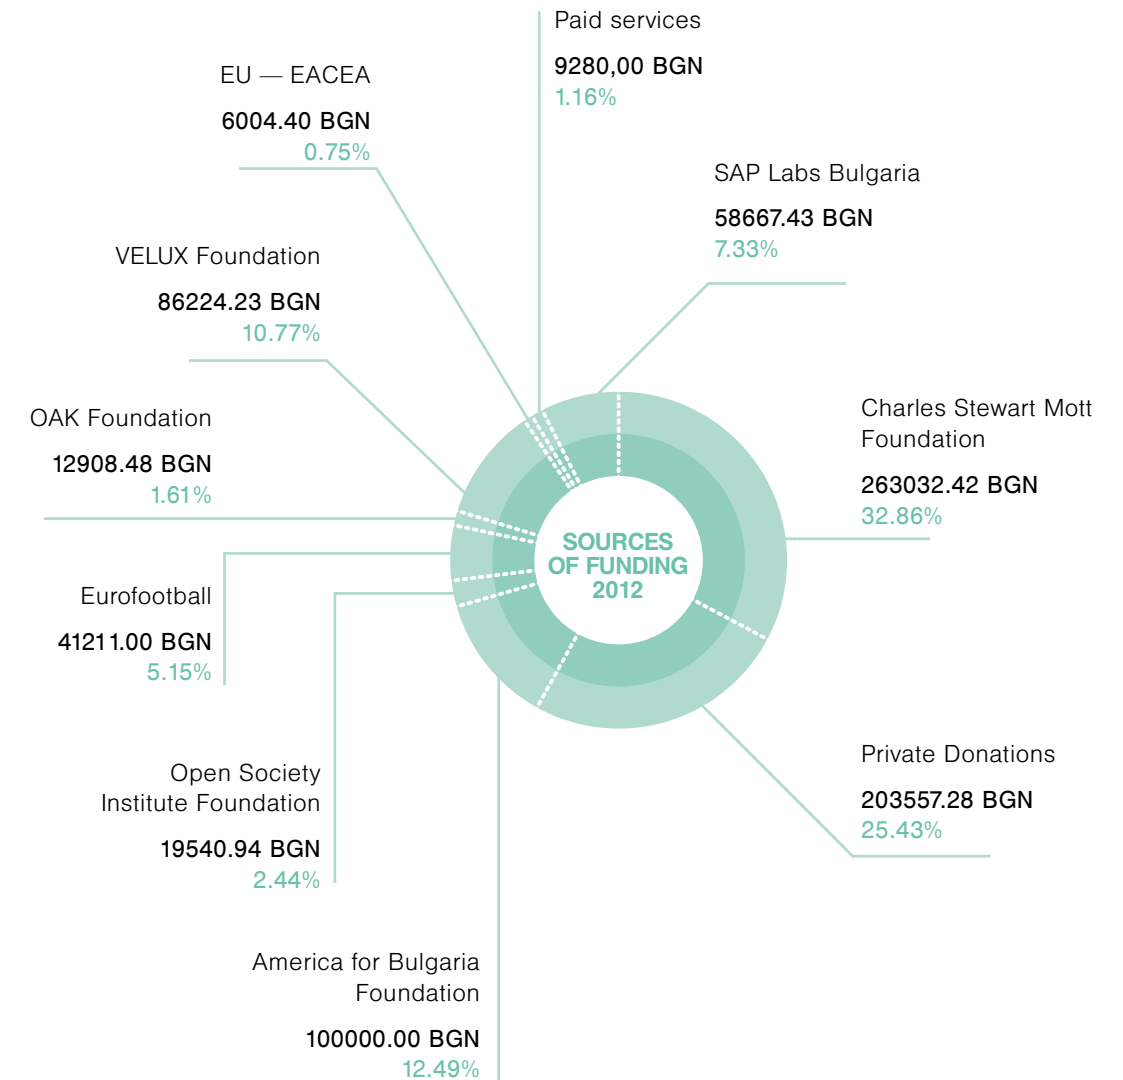 Paid services
9280,00 BGN
1.16%
EU — EACEA
6004.40 BGN
0.75%
SAP Labs Bulgaria
58667.43 BGN
7.33%
VELUX Foundation
86224.23 BGN
10.77%
OAK Foundation
12908.48 BGN
1.61%
Charles Stewart Mott
Foundation
263032.42 BGN
32.86%
SOURCES
OF FUNDING
2012
Eurofootball
41211.00 BGN
5.15%
Private Donations
203557.28 BGN
25.43%
Open Society
Institute Foundation
19540.94 BGN
2.44%
America for Bulgaria
Foundation
100000.00 BGN
12.49%